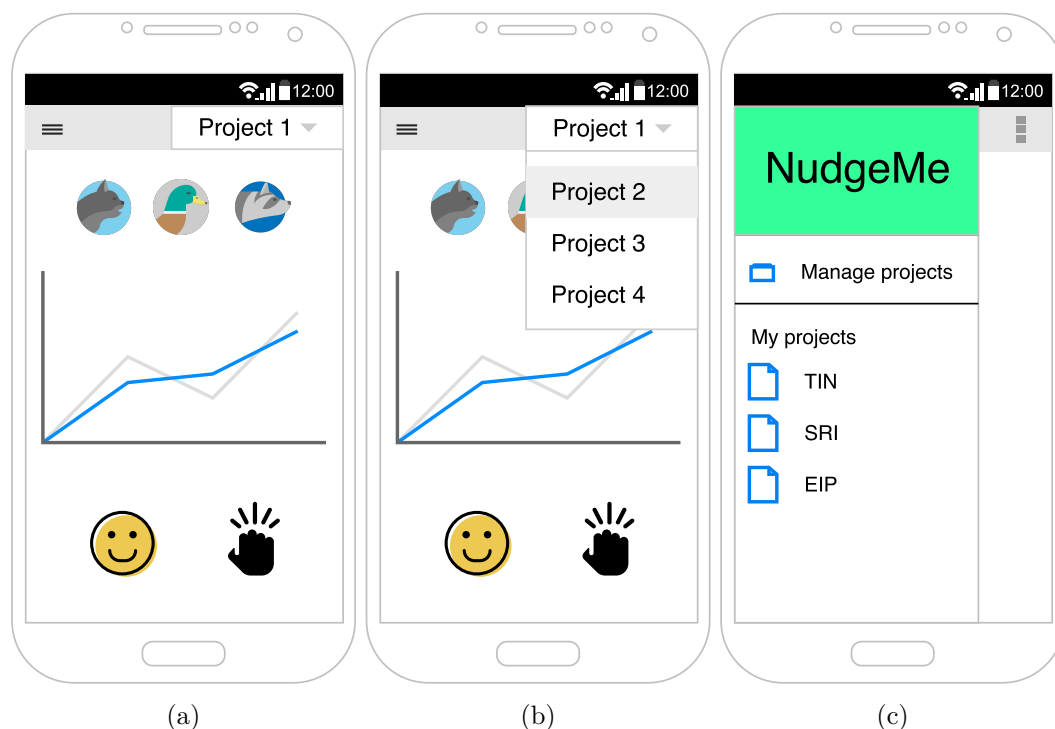 12:00
Project 1
(a)
12:00
Project 1
Project 2
Project 3
Project 4
(b)
12:00
NudgeMe
Manage projects
My projects
TIN
SRI
EIP
(c)